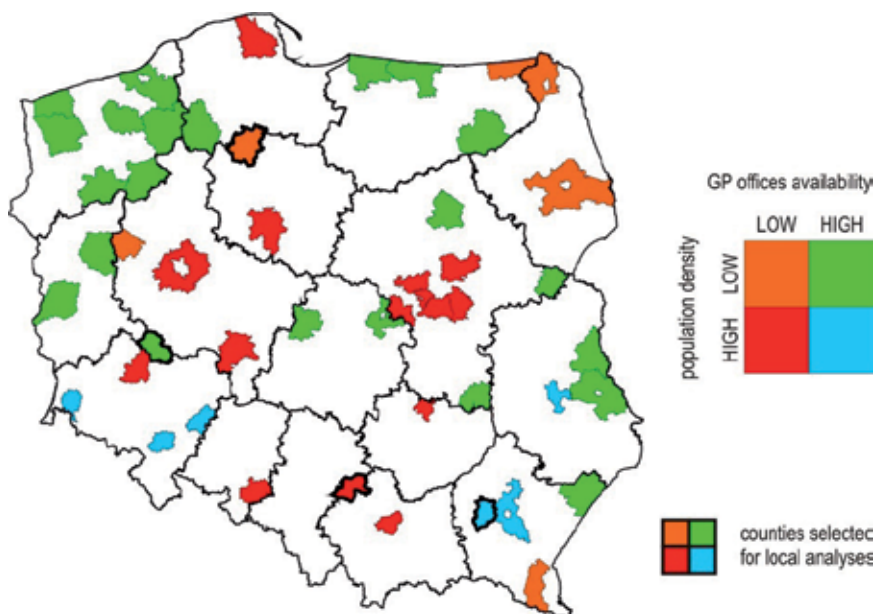 GP offices availability
LOW HIGH
population density
LOW
HIGH
counties selected
for local analyses